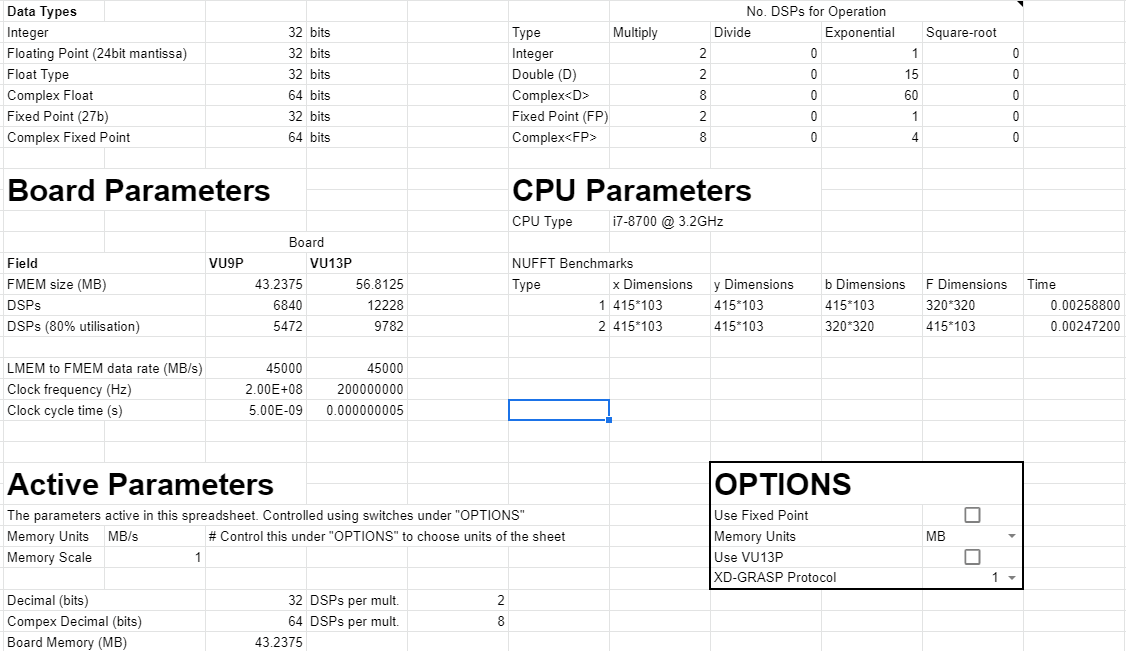 Data Types No. DSPs for Operation
Integer 32 bits Type Multiply Divide Exponential Square-root
Floating Point (24bit mantissa) 32 bits Integer 2 0 1 0
Float Type 32 bits Double (D) 2 0 15 0
Complex Float 64 bits Complex<D> 8 0 60 0
Fixed Point (27b) 32 bits Fixed Point (FP) 2 0 1 0
Complex Fixed Point 64 bits Complex<FP> 8 0 4 0
Board Parameters CPU Parameters
CPU Type i7-8700 @ 3.2GHz
Board
Field VU9P VU13P NUFFT Benchmarks
FMEM size (MB) 43.2375 56.8125 Type x Dimensions y Dimensions b Dimensions F Dimensions Time
DSPs 6840 12228 1 415*103 415*103 415*103 320*320 0.00258800
DSPs (80% utilisation) 5472 9782 2 415*103 415*103 320*320 415*103 0.00247200
LMEM to FMEM data rate (MB/s) 45000 45000
Clock frequency (Hz) 2.00E+08 200000000
Clock cycle time (s) 5.00E-09 0.000000005
Active Parameters OPTIONS
The parameters active in this spreadsheet. Controlled using switches under "OPTIONS" Use Fixed Point
Memory Units MB/s # Control this under "OPTIONS" to choose units of the sheet Memory Units MB
Memory Scale 1 Use VU13P
XD-GRASP Protocol 1
Decimal (bits) 32 DSPs per mult. 2
Compex Decimal (bits) 64 DSPs per mult. 8
Board Memory (MB) 43.2375